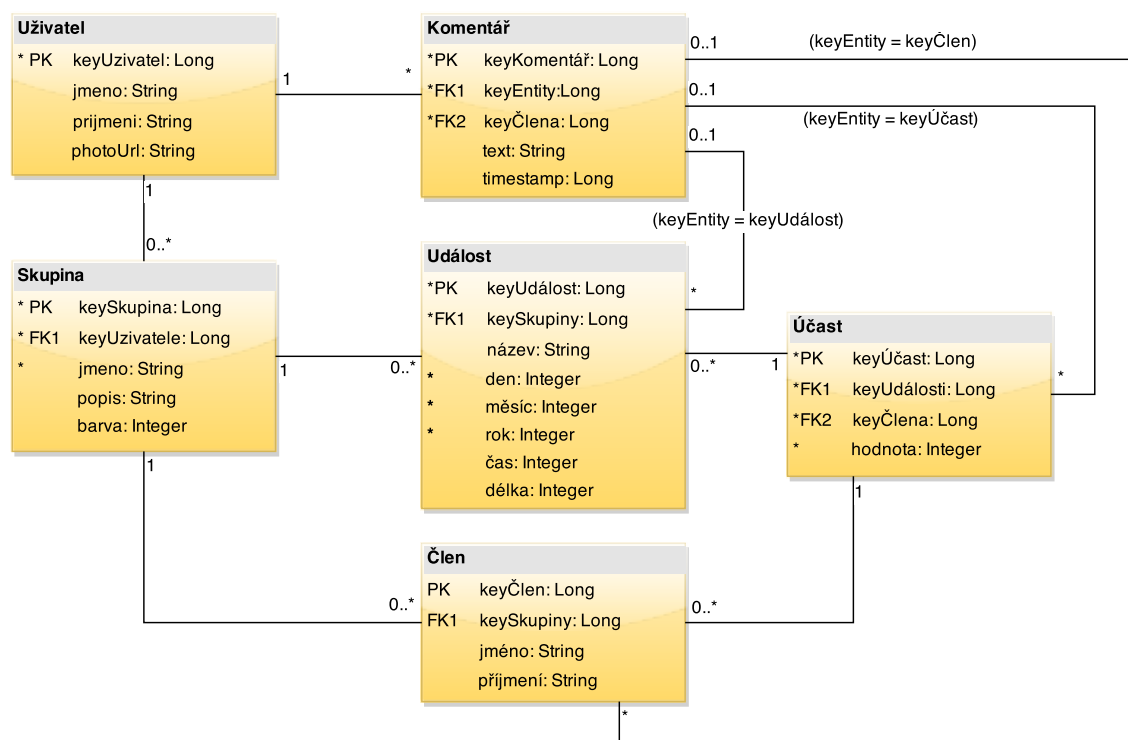 Uživatel
* PK keyUzivatel: Long
jmeno: String
prijmeni: String
photoUrl: String
1
*
1
0..*
Komentář
*PK keyKomentář: Long
*FK1 keyEntity:Long
*FK2 keyČlena: Long
text: String
timestamp: Long
0..1
(keyEntity = keyČlen)
0..1
(keyEntity = keyÚčast)
0..1
(keyEntity = keyUdálost)
*
Skupina
* PK keySkupina: Long
* FK1 keyUzivatele: Long
* jmeno: String
popis: String
barva: Integer
1
0..*
1
0..*
Událost
*PK keyUdálost: Long
*FK1 keySkupiny: Long
název: String
* den: Integer
* měsíc: Integer
* rok: Integer
čas: Integer
délka: Integer
0..*
1
Účast
*PK keyÚčast: Long
*FK1 keyUdálosti: Long
*FK2 keyČlena: Long
* hodnota: Integer
*
1
0..*
Člen
PK keyČlen: Long
FK1 keySkupiny: Long
jméno: String
příjmení: String
*